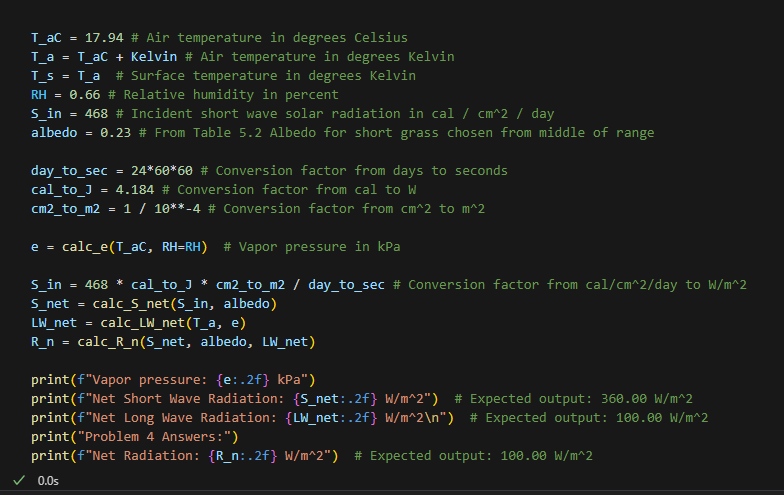 T_aC = 17.94 # Air temperature in degrees Celsius
T_a = T_aC + Kelvin # Air temperature in degrees Kelvin
T_s = T_a  # Surface temperature in degrees Kelvin
RH = 0.66 # Relative humidity in percent
S_in = 468 # Incident short wave solar radiation in cal / cm^2 / day
albedo = 0.23 # From Table 5.2 Albedo for short grass chosen from middle of range
day_to_sec = 24*60*60 # Conversion factor from days to seconds
cal_to_J = 4.184 # Conversion factor from cal to W
cm2_to_m2 = 1 / 10**-4 # Conversion factor from cm^2 to m^2
e = calc_e(T_aC, RH=RH)  # Vapor pressure in kPa
S_in = 468 * cal_to_J * cm2_to_m2 / day_to_sec # Conversion factor from cal/cm^2/day to W/m^2
S_net = calc_S_net(S_in, albedo)
LW_net = calc_LW_net(T_a, e)
R_n = calc_R_n(S_net, albedo, LW_net)
print(f"Vapor pressure: {e:.2f} kPa")
print(f"Net Short Wave Radiation: {S_net:.2f} W/m^2")  # Expected output: 360.00 W/m^2
print(f"Net Long Wave Radiation: {LW_net:.2f} W/m^2\n")  # Expected output: 100.00 W/m^2
print("Problem 4 Answers:")
print(f"Net Radiation: {R_n:.2f} W/m^2")  # Expected output: 100.00 W/m^2
0.0s